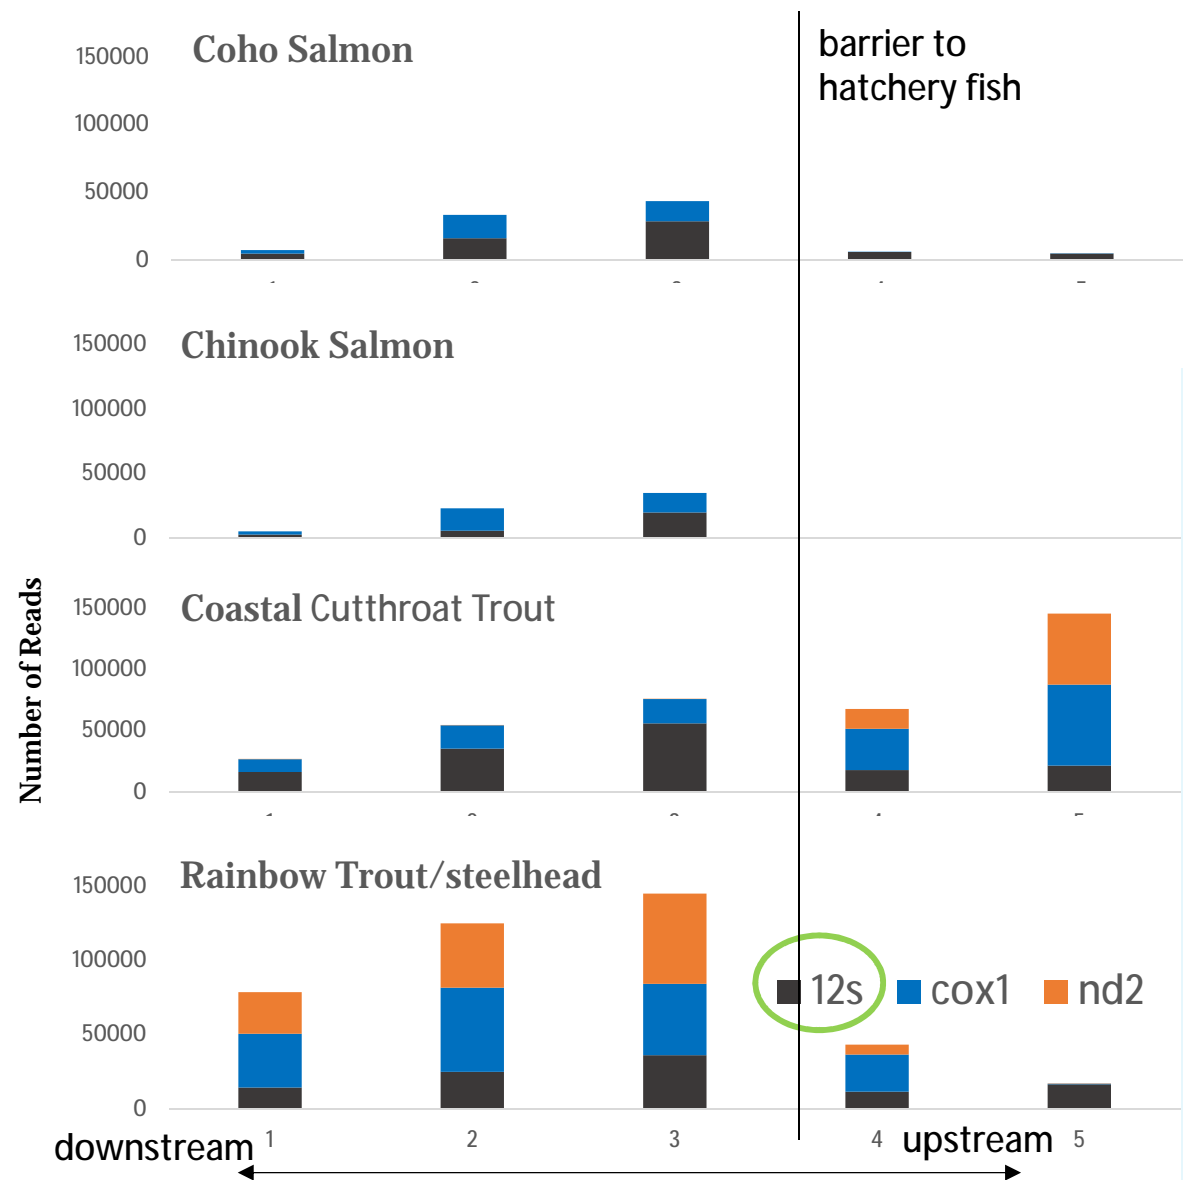 Coho Salmon
barrier to
hatchery fish
150000
100000
50000
0
Chinook Salmon
150000
100000
50000
0
Number of Reads
Coastal Cutthroat Trout
150000
100000
50000
0
Rainbow Trout/steelhead
150000
100000
50000
0
12s cox1 nd2
downstream 1 2 3 4 upstream 5